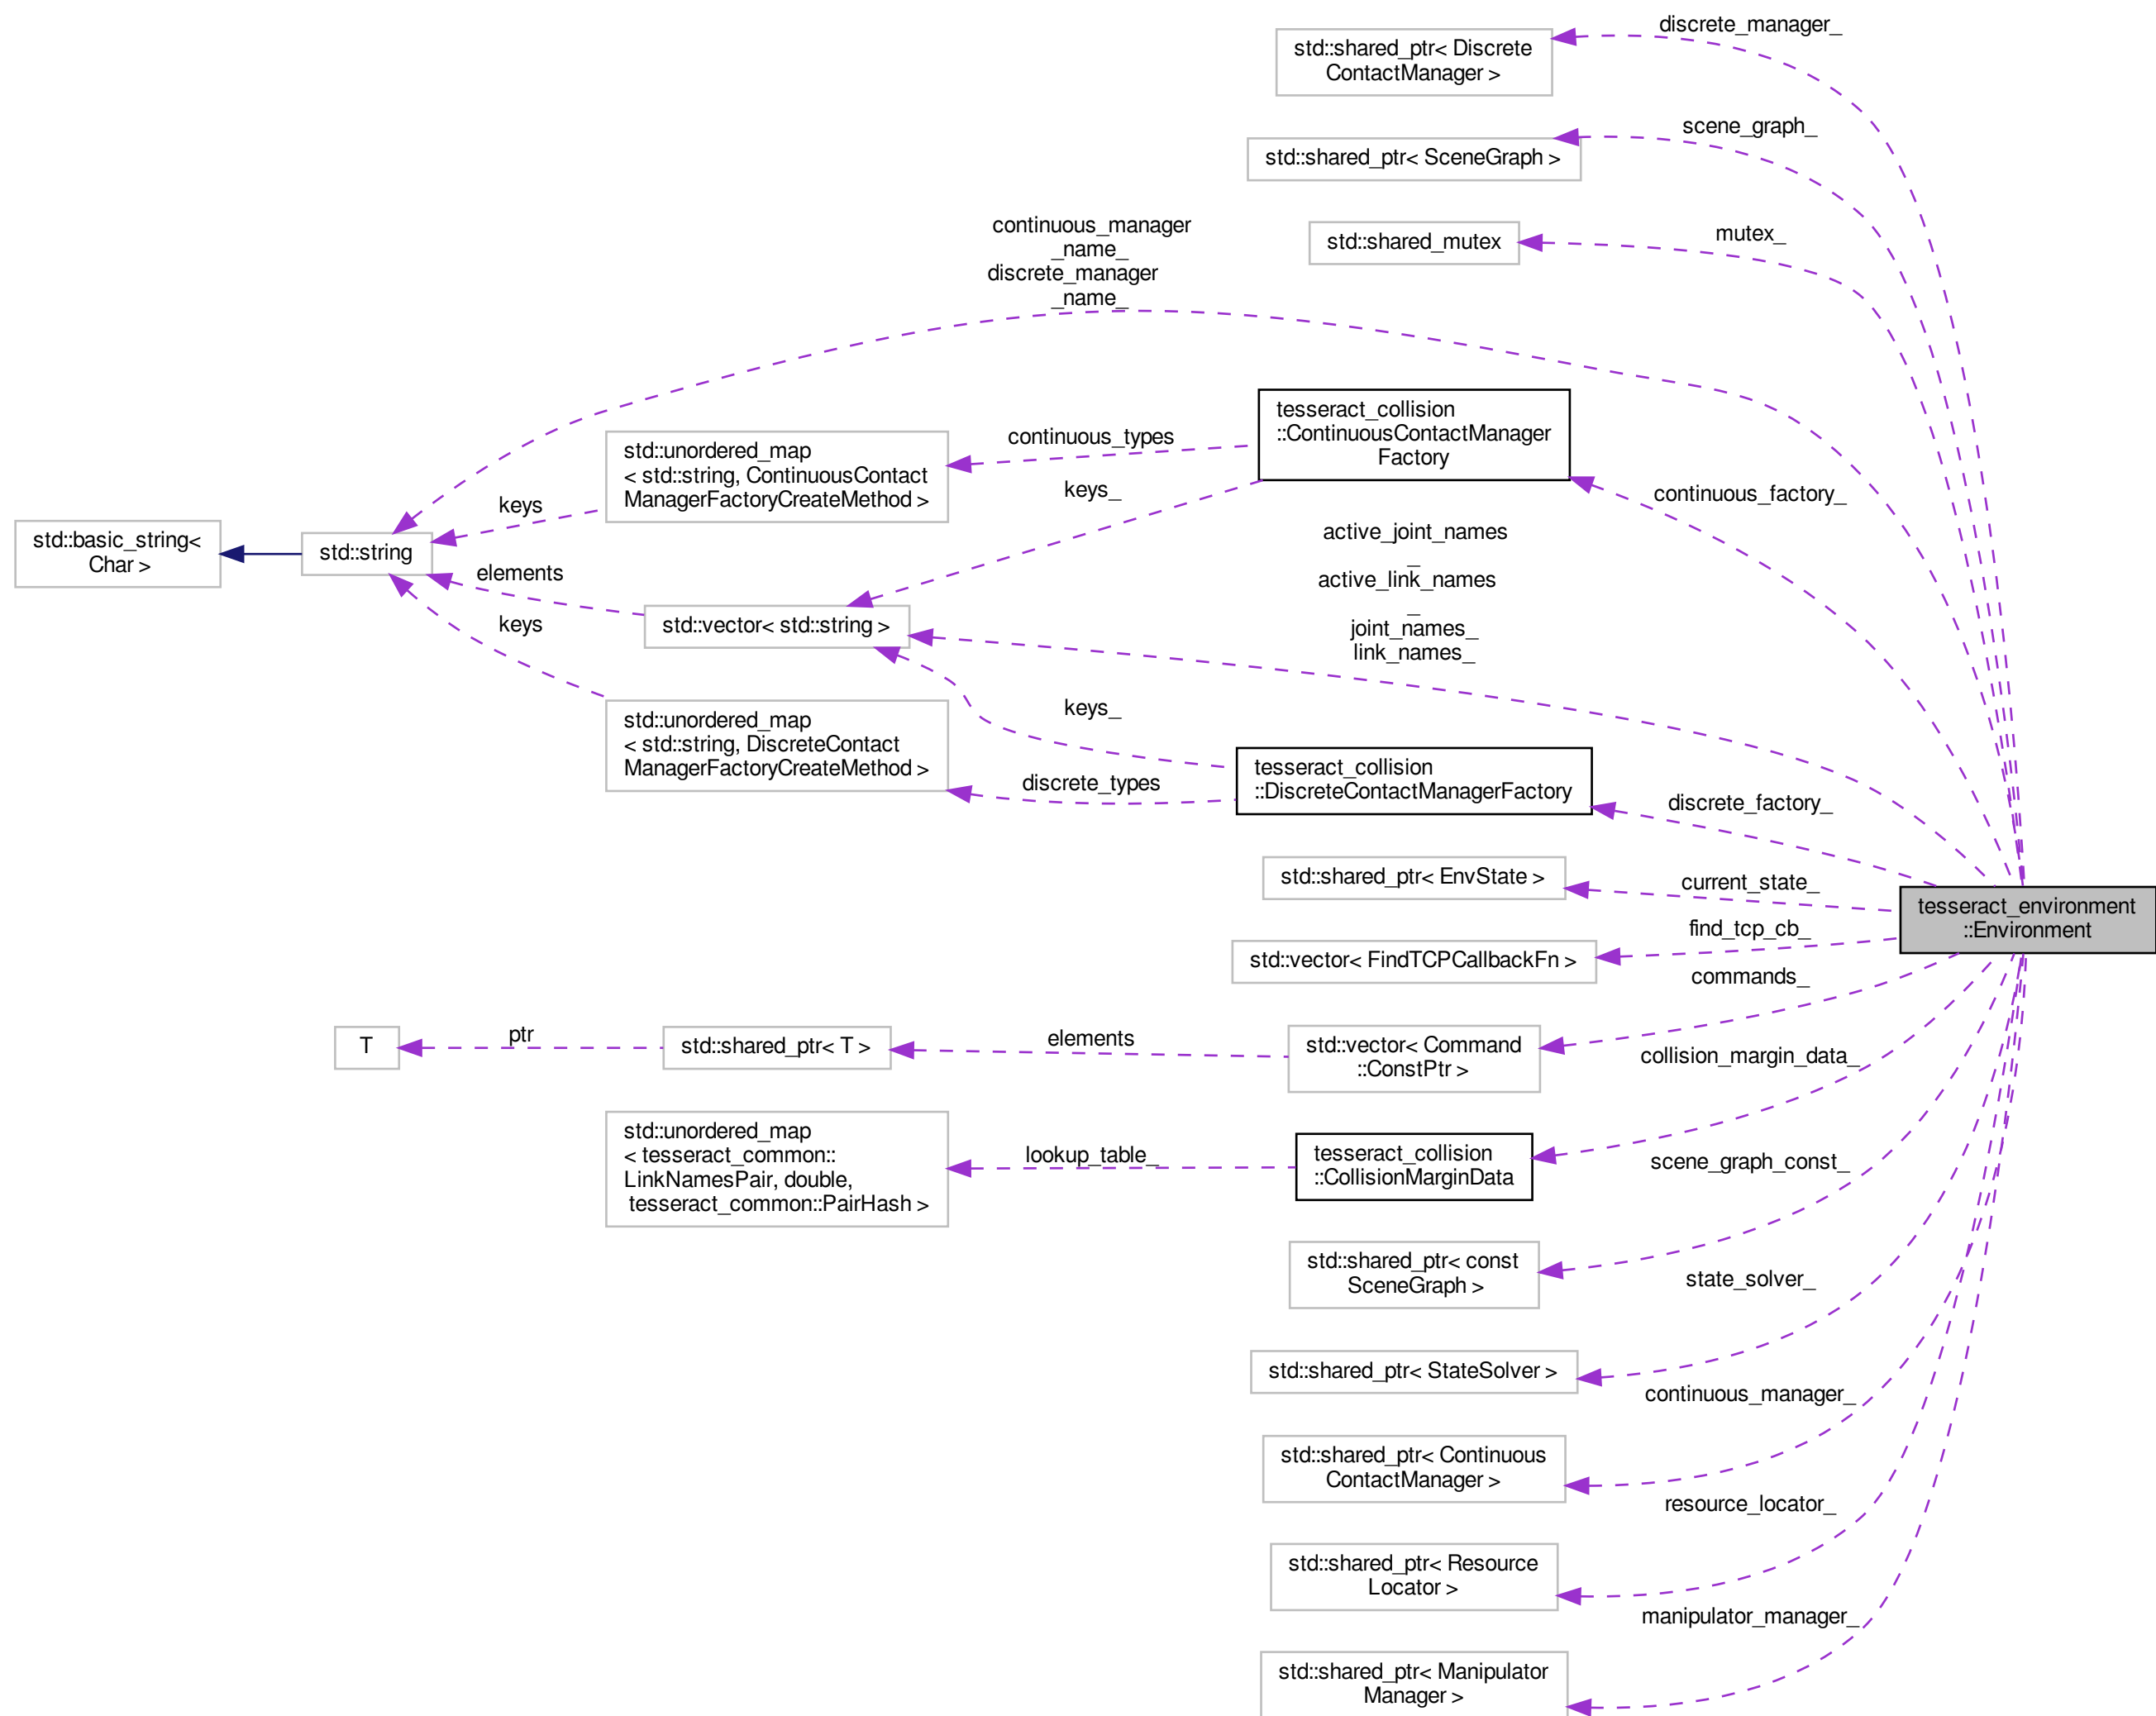 discrete_manager_
std::shared_ptr< Discrete
ContactManager >
scene_graph_
std::shared_ptr< SceneGraph >
mutex_
std::shared_mutex
continuous_manager
_name_
discrete_manager
_name_
tesseract_collision
::ContinuousContactManager
Factory
continuous_types
std::unordered_map
< std::string, ContinuousContact
ManagerFactoryCreateMethod >
keys_
continuous_factory_
keys
std::basic_string<
Char >
std::string
active_joint_names
_
active_link_names
_
joint_names_
link_names_
elements
std::vector< std::string >
keys
std::unordered_map
< std::string, DiscreteContact
ManagerFactoryCreateMethod >
keys_
discrete_types
tesseract_collision
::DiscreteContactManagerFactory
discrete_factory_
std::shared_ptr< EnvState >
current_state_
tesseract_environment
::Environment
find_tcp_cb_
std::vector< FindTCPCallbackFn >
commands_
T
ptr
std::shared_ptr< T >
elements
std::vector< Command
::ConstPtr >
collision_margin_data_
std::unordered_map
< tesseract_common::
LinkNamesPair, double,
tesseract_common::PairHash >
lookup_table_
tesseract_collision
::CollisionMarginData
scene_graph_const_
std::shared_ptr< const
SceneGraph >
state_solver_
std::shared_ptr< StateSolver >
continuous_manager_
std::shared_ptr< Continuous
ContactManager >
resource_locator_
std::shared_ptr< Resource
Locator >
manipulator_manager_
std::shared_ptr< Manipulator
Manager >